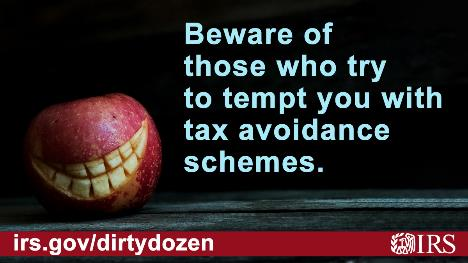 Beware of
those who try
to tempt you with
tax avoidance
schemes.
irs.gov/dirtydozen
IRS